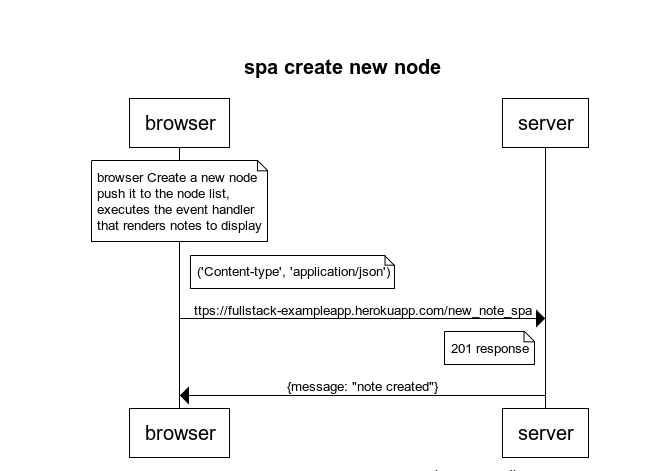 spa create new node
browser
server
browser Create a new node
push it to the node list,
executes the event handler
that renders notes to display
('Content-type', 'application/json')
ttps://fullstack-exampleapp.herokuapp.com/new_note_spa
201 response
{message: "note created"}
browser
server